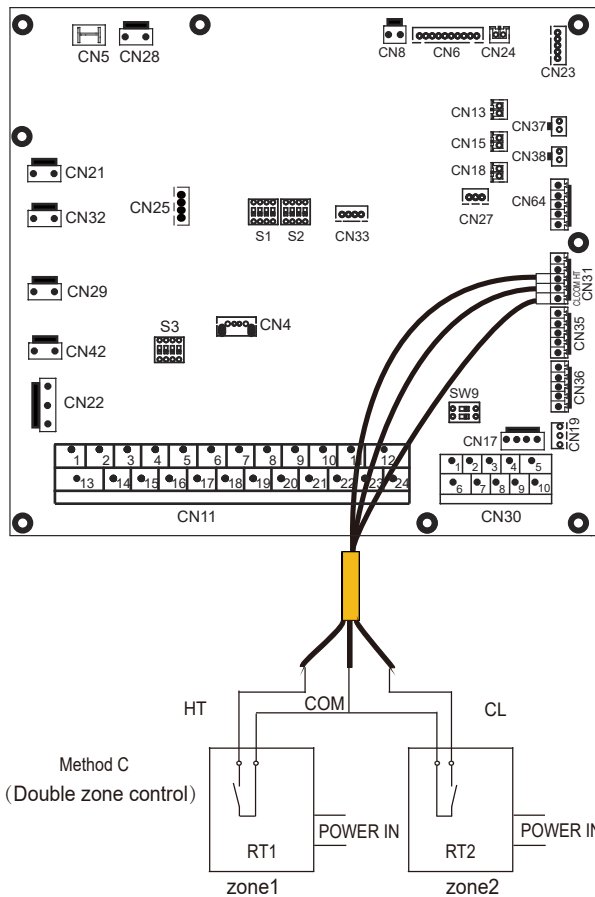 CN5
CN28
CN8
CN6
CN24
CN23
CN13
CN15
CN18
CN37
CN38
CN21
CN32
CN25
S1
S2
CN33
CN27
CN64
CN29
CN42
CN22
S3
CN4
CL COM HT
CN31
CN35
CN36
SW9
CN17
CN19
1 2 3 4 5 6 7 8 9 10 1 12
13 14 15 16 17 18 19 20 21 22 23 24
CN11
1 2 3 4 5
6 7 8 9 10
CN30
HT
COM
CL
Method C
(Double zone control)
RT1
POWER IN
RT2
POWER IN
zone1
zone2